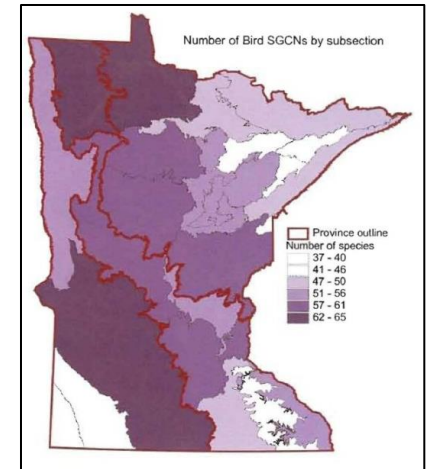 Number of Bird SGCNs by subsection
Province outline
Number of species
37 - 40
41 - 46
47 - 50
51 - 56
57 - 61
62 - 65